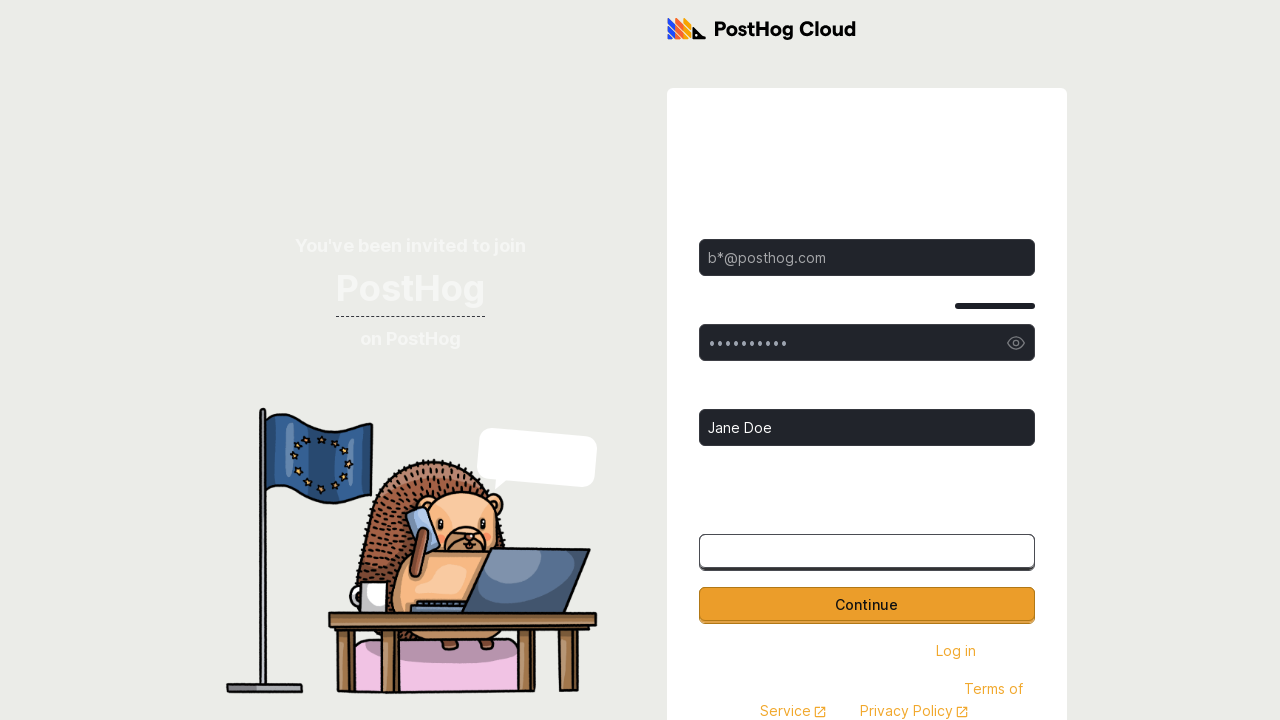 PostHog Cloud
You've been invited to join
PostHog
on PostHog
b*@posthog.com
••••••••••
Jane Doe
Continue
Log in
Terms of
Service
Privacy Policy